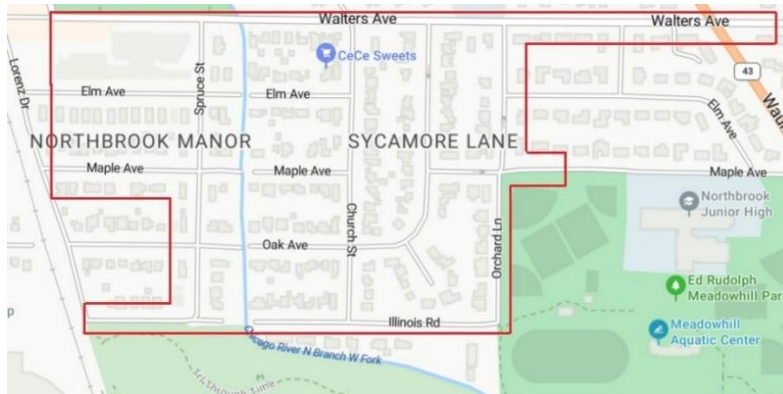 Walters Ave
Walters Ave
CeCe Sweets
43
Lorenz Dr
Spruce St
Elm Ave
Elm Ave
Elm Ave
NORTHBROOK MANOR
SYCAMORE LANE
Maple Ave
Maple Ave
Maple Ave
Northbrook
Junior High
Church St
Orchard Ln
Oak Ave
Ed Rudolph
Meadowhill Par
Illinois Rd
Meadowhill
Aquatic Center
Chicago River N Branch W Fork